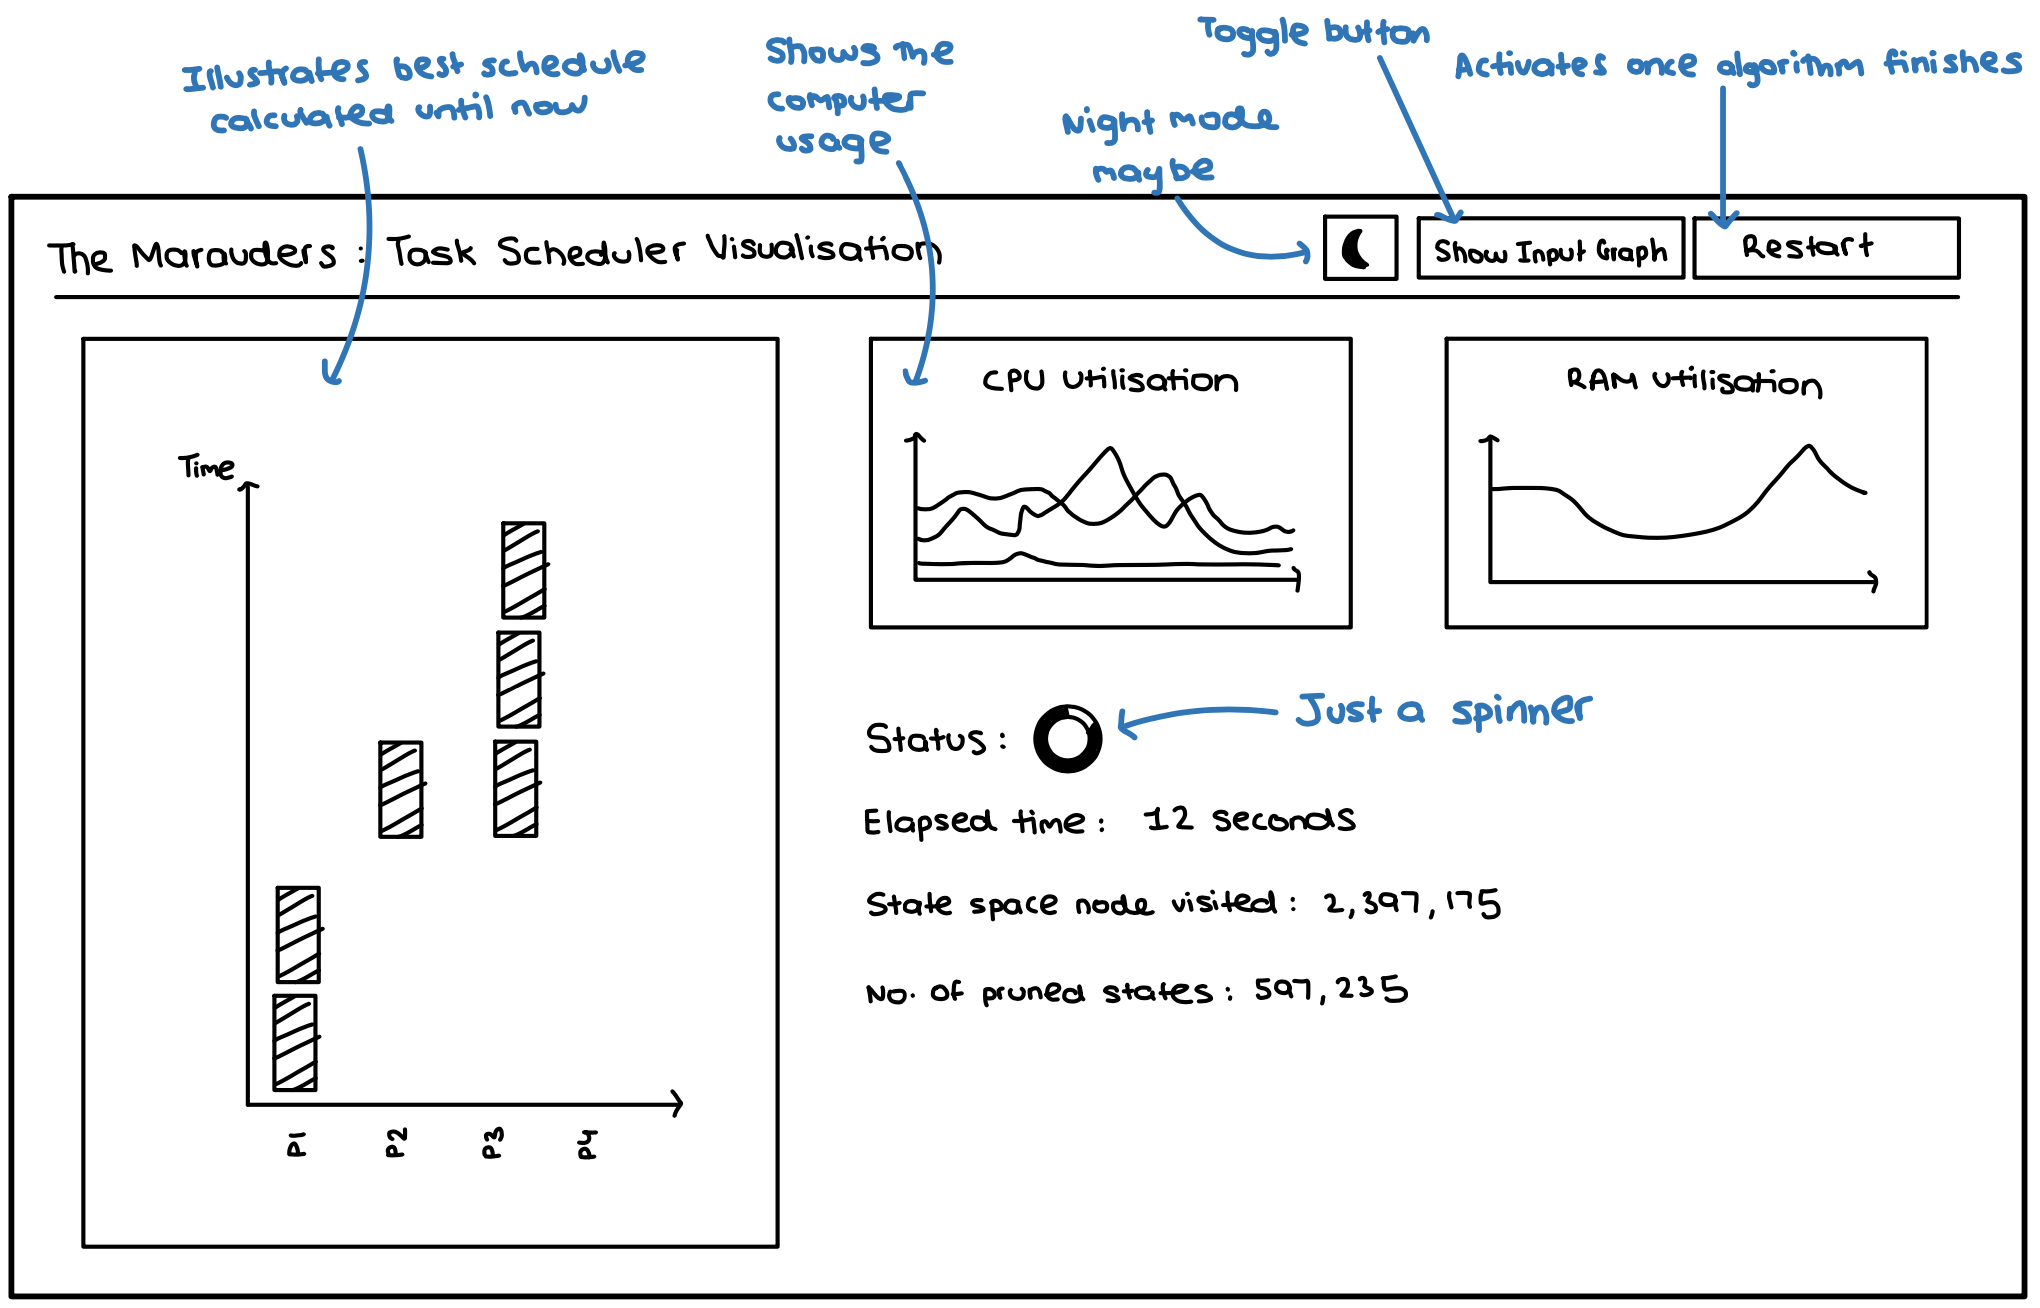 Illustrates best schedule
calculated until now
Shows the
computer
usage
Night mode
maybe
Toggle button
Activates once algorithm finishes
The Marauders : Task Scheduler Visualisation
Show Input Graph
Restart
Time
P1
P2
P3
P4
CPU Utilisation
RAM Utilisation
Status :
Just a spinner
Elapsed time : 12 seconds
State space node visited : 2,397,175
No. of pruned states : 597,235